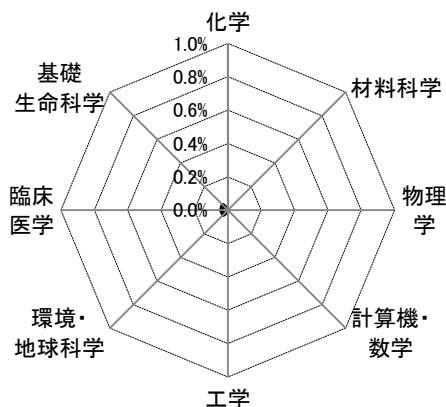 化学
1.0%
0.8%
0.6%
0.4%
0.2%
0.0%
材料科学
物理
学
計算機・
数学
工学
環境・
地球科学
臨床
医学
基礎
生命科学